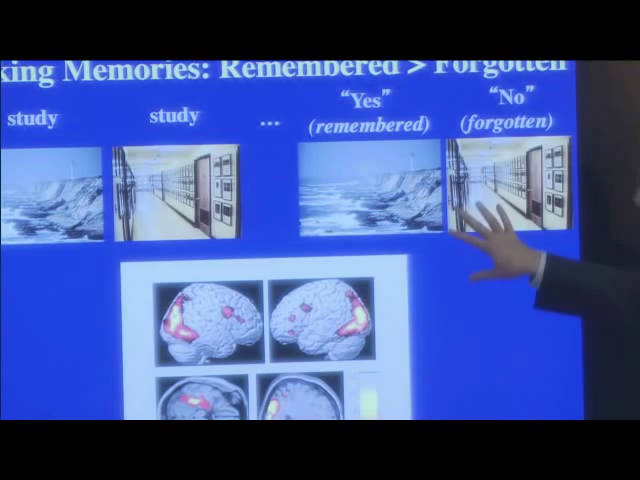 king Memories: Remembered > Forgotten
study
study
...
“Yes”
(remembered)
“No”
(forgotten)